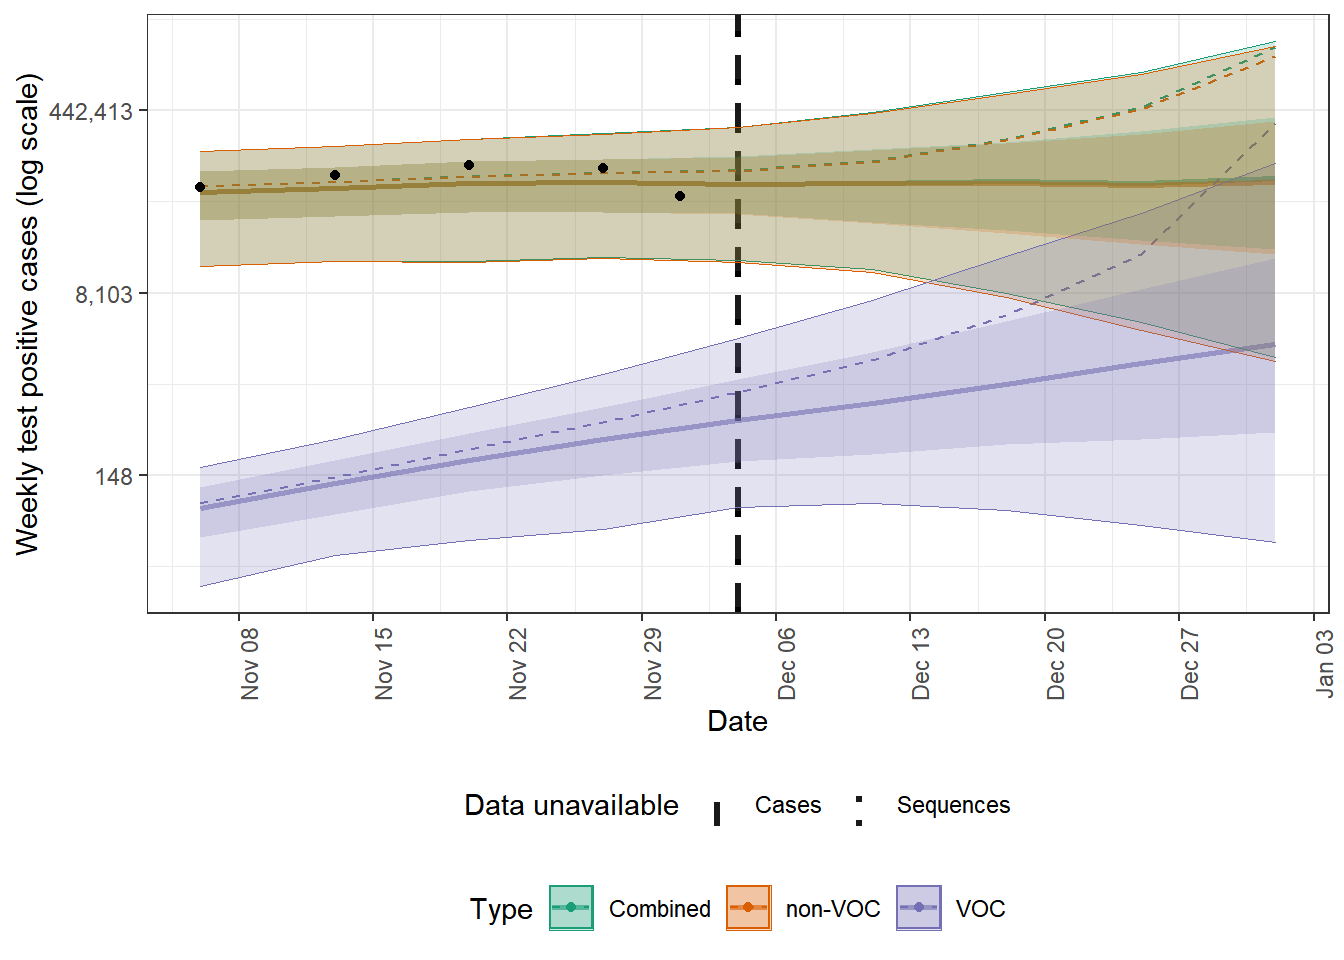 Weekly test positive cases (log scale)
442,413
8,103
148
Nov 08
Nov 15
Nov 22
Nov 29
Dec 06
Dec 13
Dec 20
Dec 27
Jan 03
Date
Data unavailable Cases Sequences
Type Combined non-VOC VOC